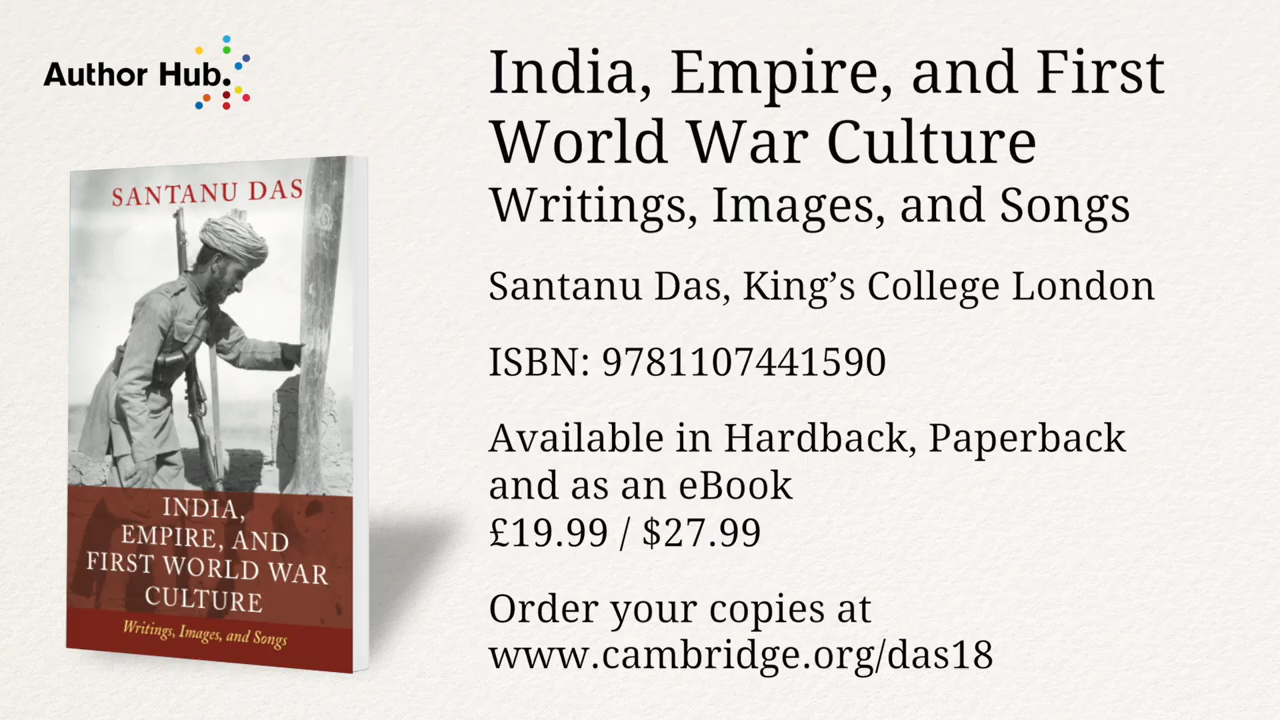 Author Hub.
SANTANU DAS
INDIA,
EMPIRE, AND
FIRST WORLD WAR
CULTURE
Writings, Images, and Songs
India, Empire, and First
World War Culture
Writings, Images, and Songs
Santanu Das, King’s College London
ISBN: 9781107441590
Available in Hardback, Paperback
and as an eBook
£19.99 / $27.99
Order your copies at
www.cambridge.org/das18